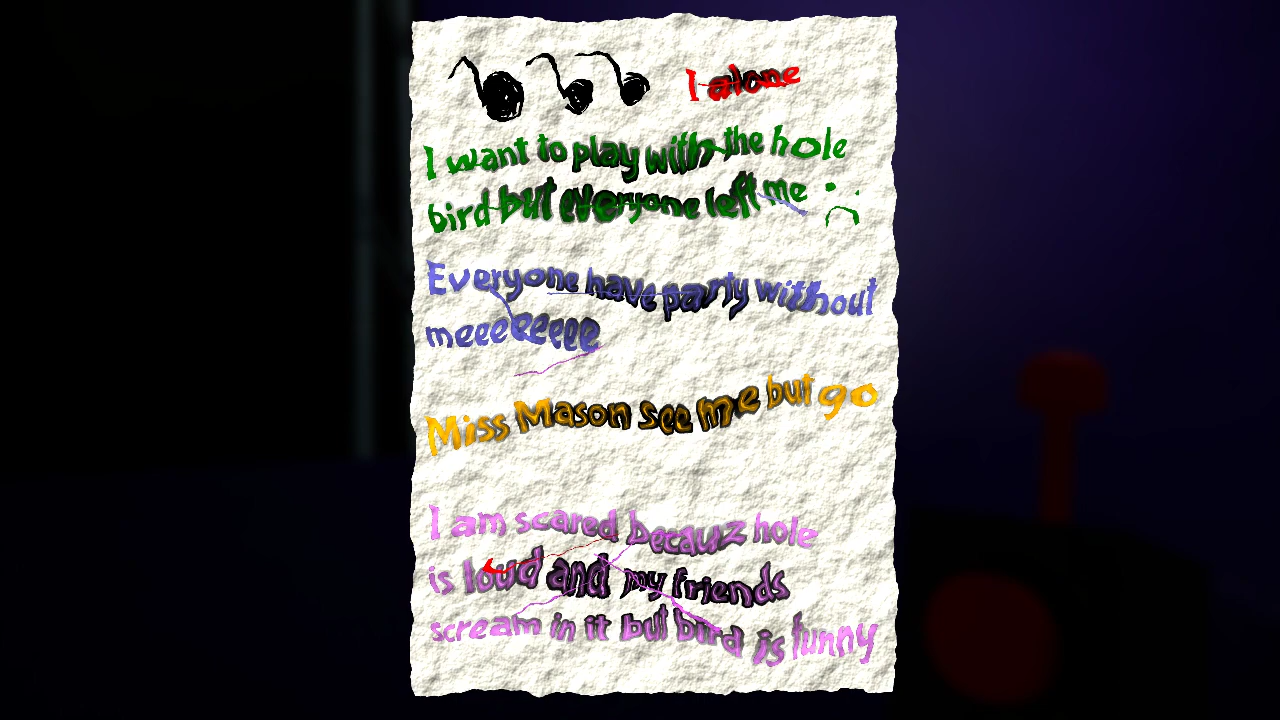 I alone
I want to play with the hole
bird but everyone left me
Everyone have party without
meeeeeeee
Miss Mason see me but go
I am scared becauz hole
is loud and my friends
scream in it but bird is funny